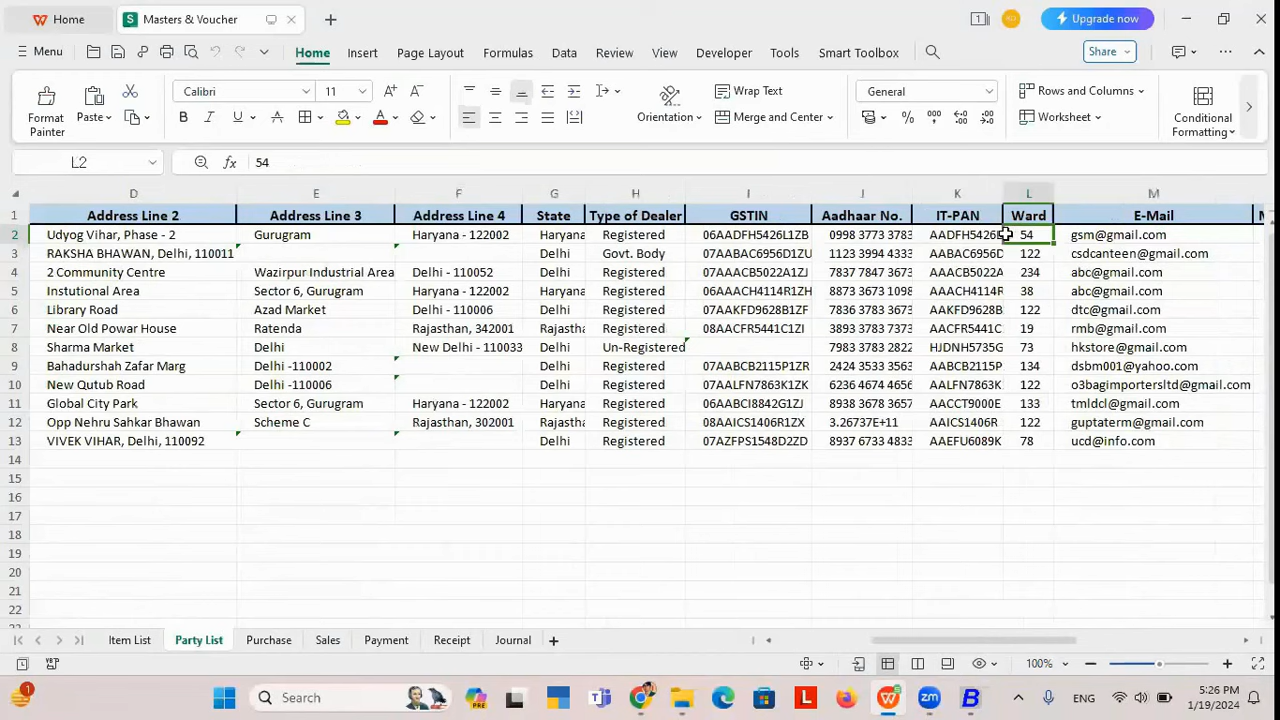 Home Masters & Voucher Upgrade now
Menu Home Insert Page Layout Formulas Data Review View Developer Tools Smart Toolbox Share
Format Painter Paste Calibri 11 Orientation Wrap Text Merge and Center General Rows and Columns Worksheet Conditional Formatting
L2 54
D E F G H I J K L M
1 Address Line 2 Address Line 3 Address Line 4 State Type of Dealer GSTIN Aadhaar No. IT-PAN Ward E-Mail
2 Udyog Vihar, Phase - 2 Gurugram Haryana - 122002 Haryana Registered 06AADFH5426L1ZB 0998 3773 3783 AADFH5426 54 gsm@gmail.com
3 RAKSHA BHAWAN, Delhi, 110011 Delhi Govt. Body 07AABAC6956D1ZU 1123 3994 4333 AABAC6956D 122 csdcanteen@gmail.com
4 2 Community Centre Wazirpur Industrial Area Delhi - 110052 Delhi Registered 07AAACB5022A1ZJ 7837 7847 3673 AAACB5022A 234 abc@gmail.com
5 Instutional Area Sector 6, Gurugram Haryana - 122002 Haryana Registered 06AAACH4114R1ZH 8873 3673 1098 AAACH4114R 38 abc@gmail.com
6 Library Road Azad Market Delhi - 110006 Delhi Registered 07AAKFD9628B1ZF 7836 3783 3673 AAKFD9628B 122 dtc@gmail.com
7 Near Old Powar House Ratenda Rajasthan, 342001 Rajastha Registered 08AACFR5441C1ZI 3893 3783 7373 AACFR5441C 19 rmb@gmail.com
8 Sharma Market Delhi New Delhi - 110033 Delhi Un-Registered 7983 3783 2822 HJDNH5735G 73 hkstore@gmail.com
9 Bahadurshah Zafar Marg Delhi -110002 Delhi Registered 07AABCB2115P1ZR 2424 3533 3563 AABCB2115P 134 dsbm001@yahoo.com
10 New Qutub Road Delhi -110006 Delhi Registered 07AALFN7863K1ZK 6236 4674 4656 AALFN7863K 122 o3bagimportersltd@gmail.com
11 Global City Park Sector 6, Gurugram Haryana - 122002 Haryana Registered 06AABCI8842G1ZJ 8938 3678 3657 AACCT9000E 133 tmldcl@gmail.com
12 Opp Nehru Sahkar Bhawan Scheme C Rajasthan, 302001 Rajastha Registered 08AAICS1406R1ZX 3.26737E+11 AAICS1406R 122 guptaterm@gmail.com
13 VIVEK VIHAR, Delhi, 110092 Delhi Registered 07AZFPS1548D2ZD 8937 6733 4833 AAEFU6089K 78 ucd@info.com
14
15
16
17
18
19
20
21
22
Item List Party List Purchase Sales Payment Receipt Journal
100%
Search PRE L zm B ENG 5:26 PM
1/19/2024